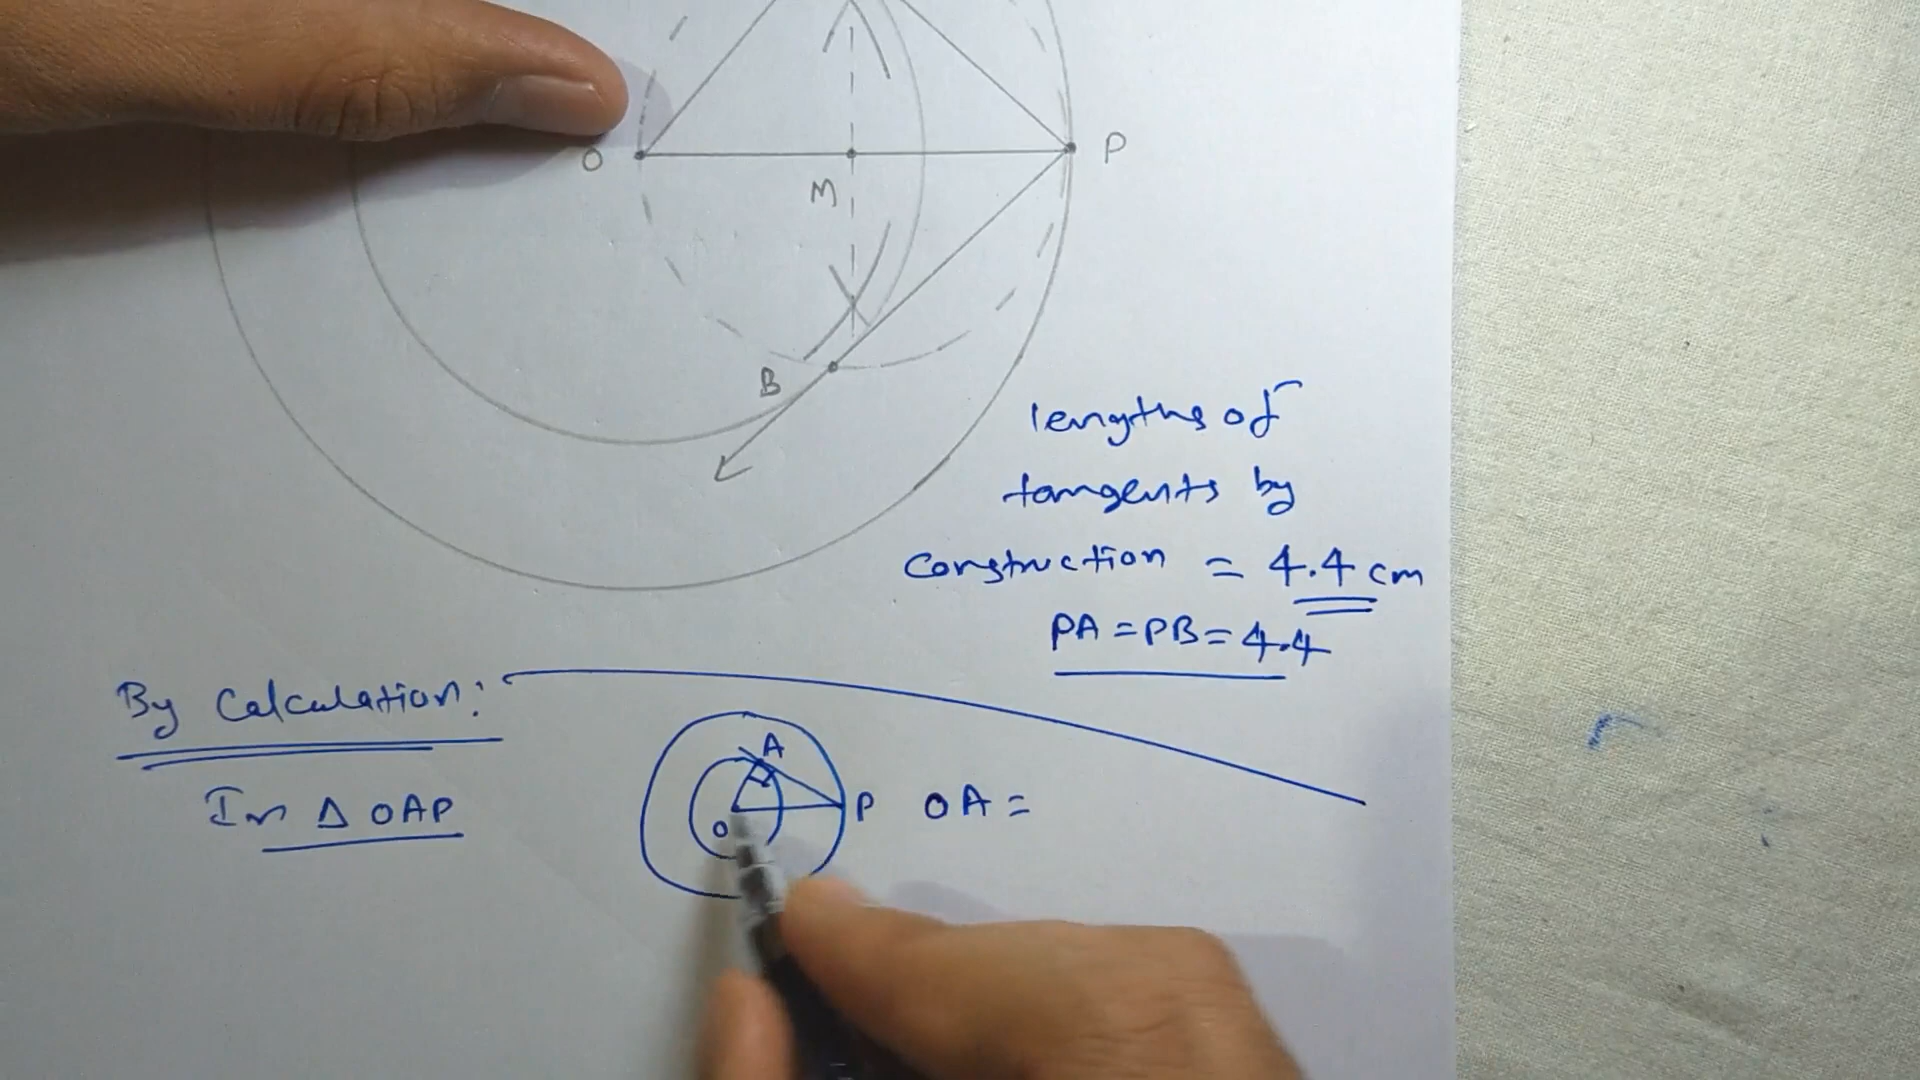 O
P
M
B
lengths of
tangents by
Construction = 4.4 cm
PA = PB = 4.4
By Calculation:
In Δ OAP
A
O
P
OA =